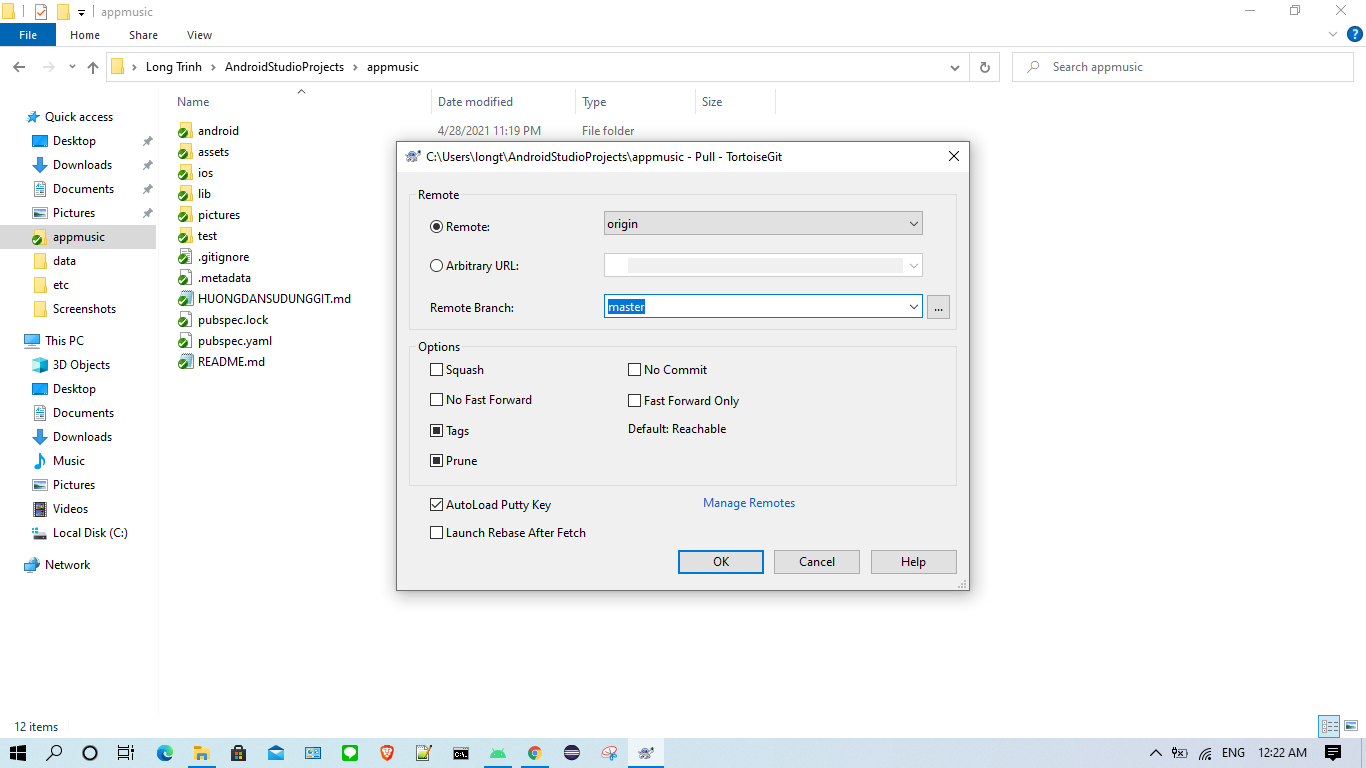 appmusic
File Home Share View
Long Trinh AndroidStudioProjects appmusic
Search appmusic
Name Date modified Type Size
Quick access
Desktop
Downloads
Documents
Pictures
appmusic
data
etc
Screenshots
This PC
3D Objects
Desktop
Documents
Downloads
Music
Pictures
Videos
Local Disk (C:)
Network
android 4/28/2021 11:19 PM File folder
assets
ios
lib
pictures
test
.gitignore
.metadata
HUONGDANSUDUNGGIT.md
pubspec.lock
pubspec.yaml
README.md
C:\Users\longt\AndroidStudioProjects\appmusic - Pull - TortoiseGit
Remote
Remote: origin
Arbitrary URL:
Remote Branch: master ...
Options
Squash No Commit
No Fast Forward Fast Forward Only
Tags Default: Reachable
Prune
AutoLoad Putty Key Manage Remotes
Launch Rebase After Fetch
OK Cancel Help
12 items
ENG 12:22 AM